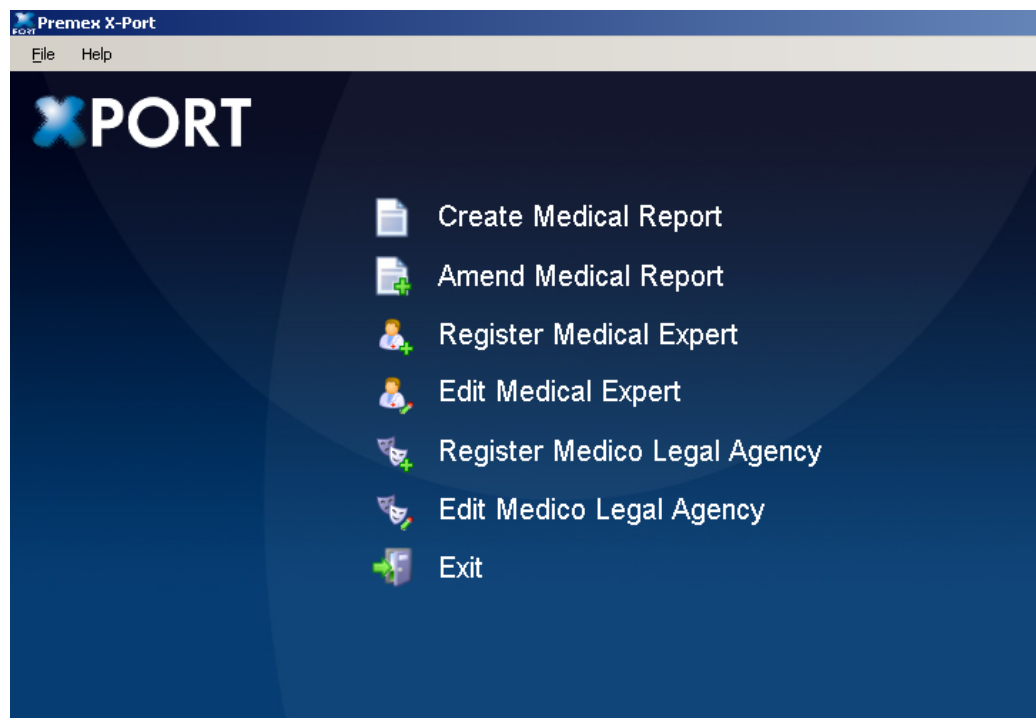 PORT Premex X-Port
File Help
XPORT
Create Medical Report
Amend Medical Report
Register Medical Expert
Edit Medical Expert
Register Medico Legal Agency
Edit Medico Legal Agency
Exit